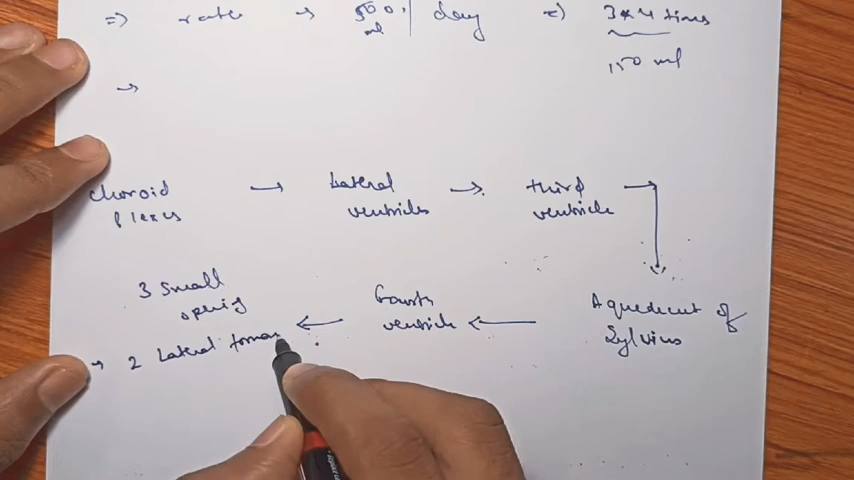 ⇒ rate → 500 ml / day ⇒ 3-4 times
150 ml
→
choroid plexus → Lateral ventricles → third ventricle
3 small opening ← fourth ventricle ← Aqueduct of Sylvius
→ 2 Lateral foram